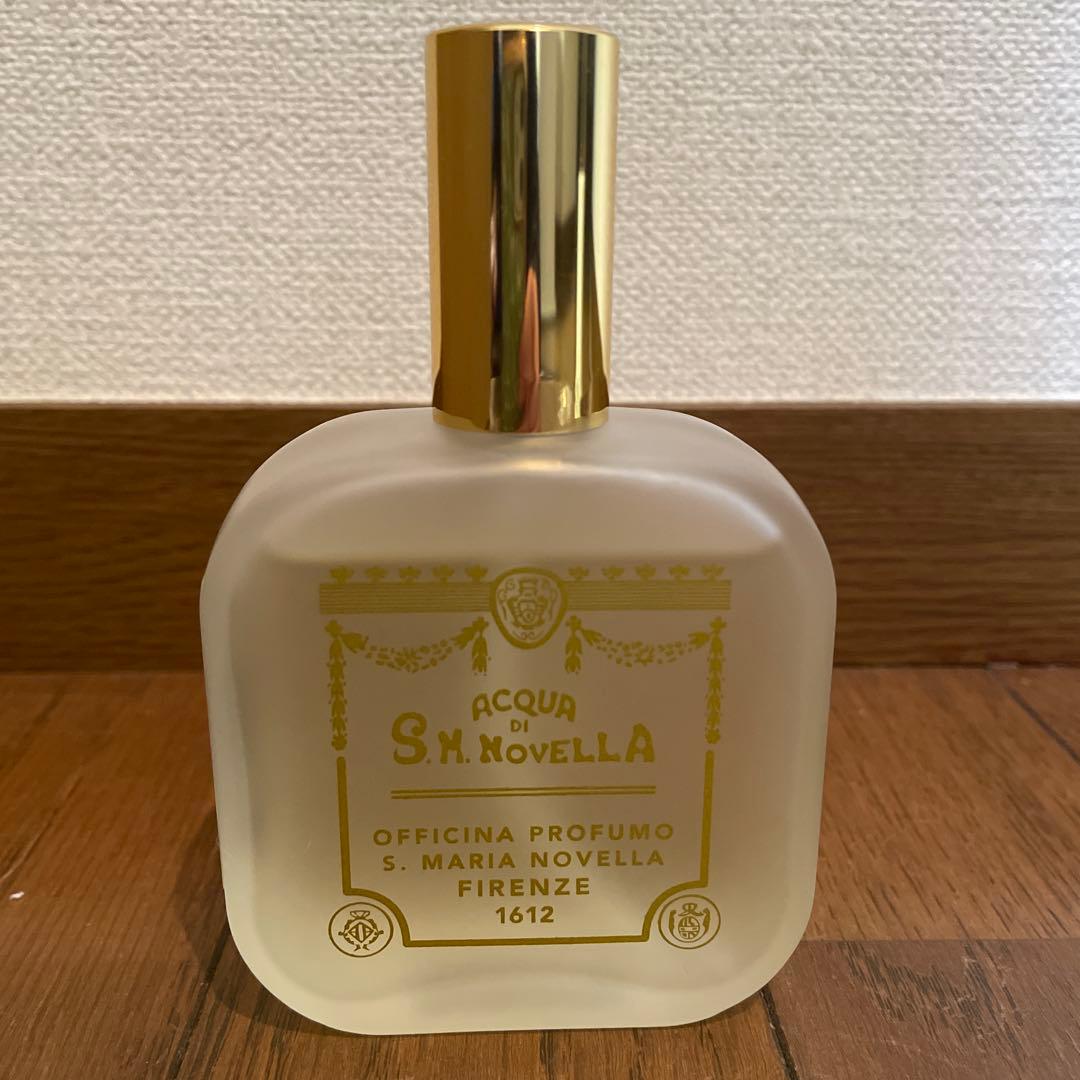 ACQUA
DI
S.M. NOVELLA
OFFICINA PROFUMO
S. MARIA NOVELLA
FIRENZE
1612